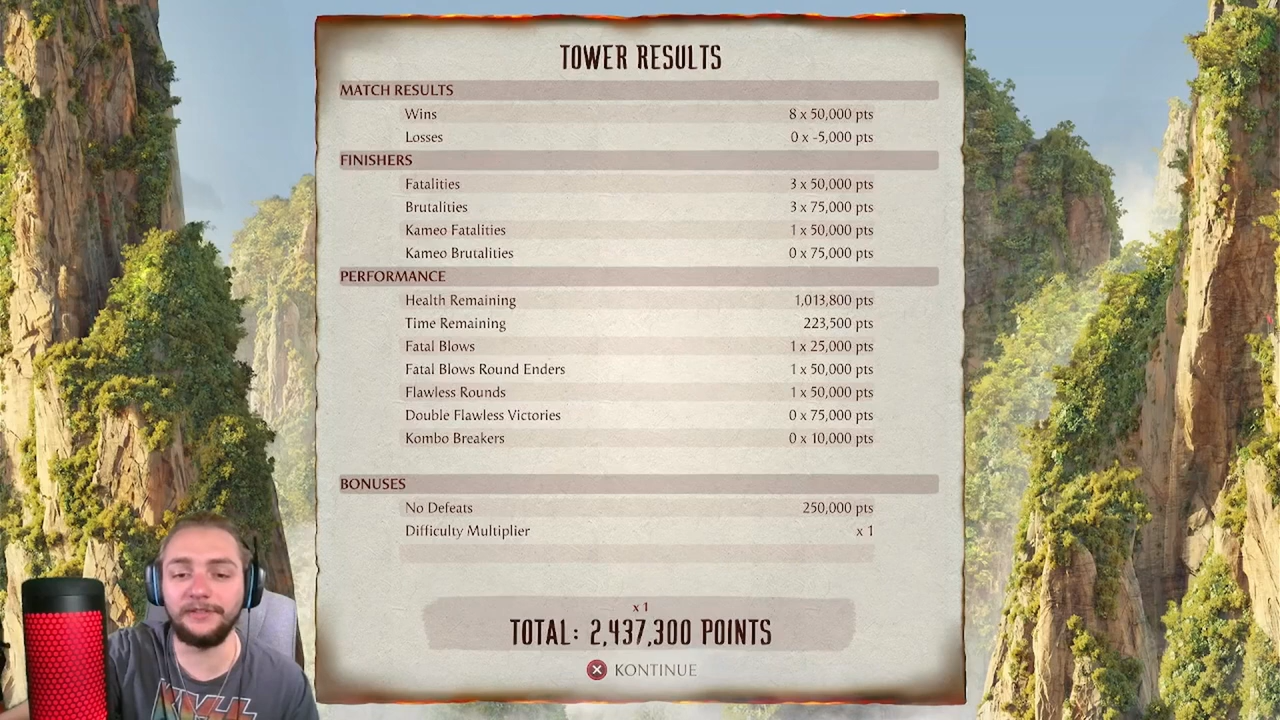 TOWER RESULTS
MATCH RESULTS
Wins 8 x 50,000 pts
Losses 0 x -5,000 pts
FINISHERS
Fatalities 3 x 50,000 pts
Brutalities 3 x 75,000 pts
Kameo Fatalities 1 x 50,000 pts
Kameo Brutalities 0 x 75,000 pts
PERFORMANCE
Health Remaining 1,013,800 pts
Time Remaining 223,500 pts
Fatal Blows 1 x 25,000 pts
Fatal Blows Round Enders 1 x 50,000 pts
Flawless Rounds 1 x 50,000 pts
Double Flawless Victories 0 x 75,000 pts
Kombo Breakers 0 x 10,000 pts
BONUSES
No Defeats 250,000 pts
Difficulty Multiplier x 1
x 1
TOTAL: 2,437,300 POINTS
KONTINUE